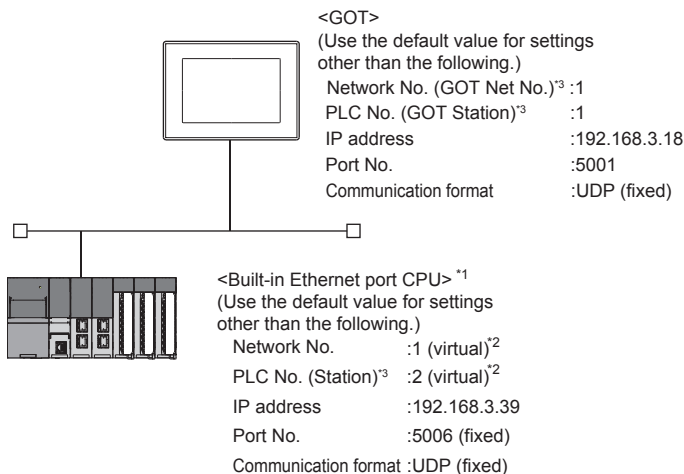 <GOT>
(Use the default value for settings
other than the following.)
Network No. (GOT Net No.)*3 :1
PLC No. (GOT Station)*3 :1
IP address :192.168.3.18
Port No. :5001
Communication format :UDP (fixed)
<Built-in Ethernet port CPU> *1
(Use the default value for settings
other than the following.)
Network No. :1 (virtual)*2
PLC No. (Station)*3 :2 (virtual)*2
IP address :192.168.3.39
Port No. :5006 (fixed)
Communication format :UDP (fixed)